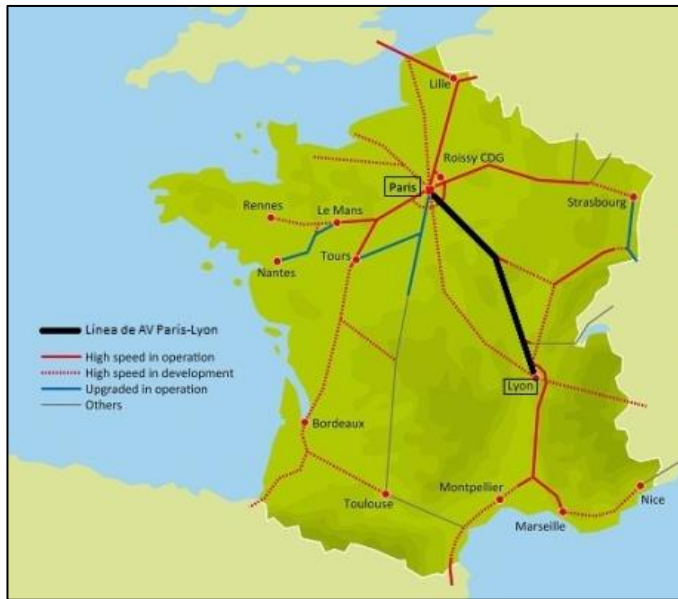 Lille
Roissy CDG
Paris
Strasbourg
Rennes
Le Mans
Tours
Nantes
Línea de AV París-Lyon
High speed in operation
High speed in development
Upgraded in operation
Others
Lyon
Bordeaux
Montpellier
Toulouse
Nice
Marseille